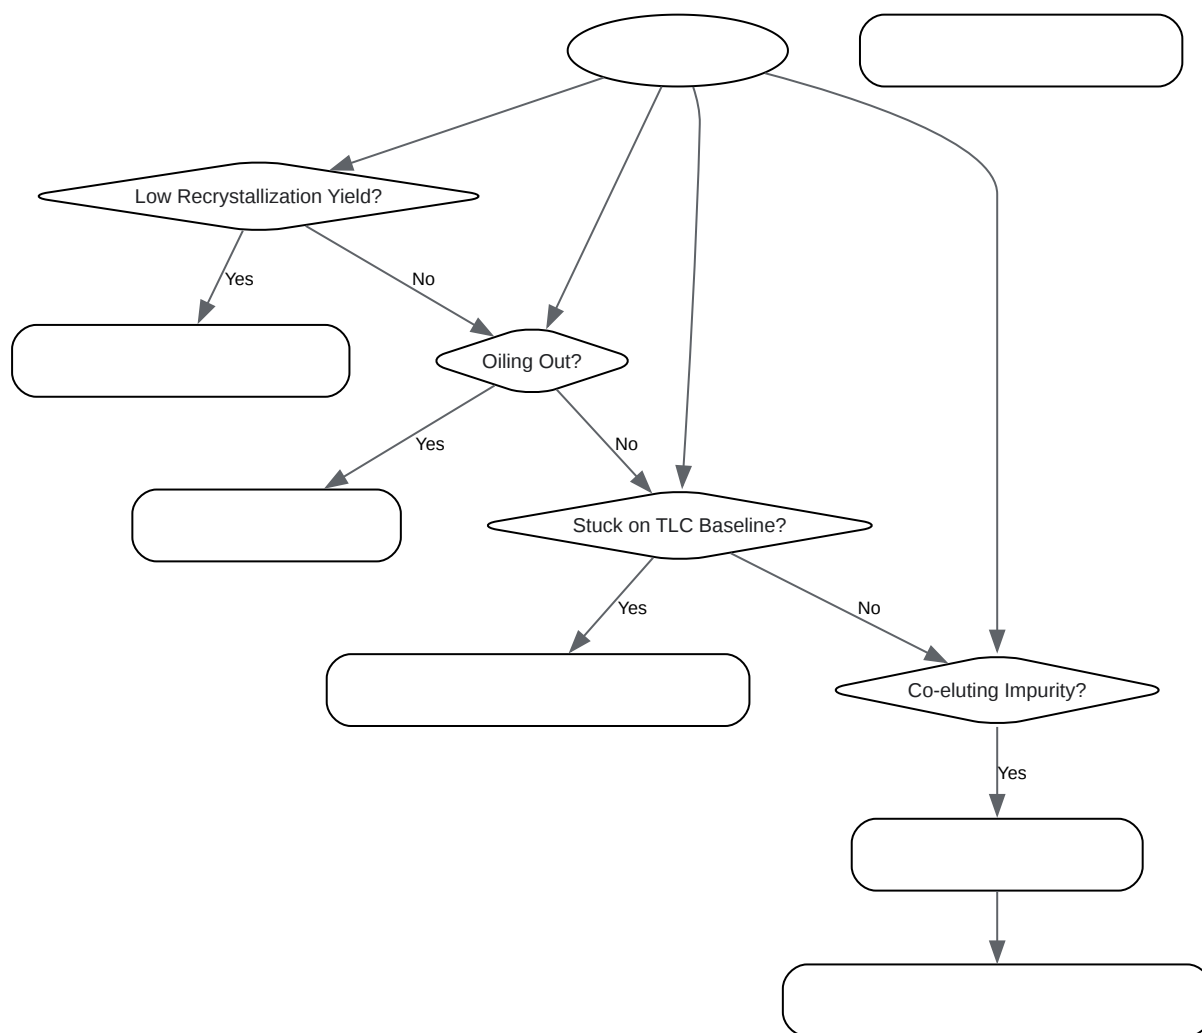 Low Recrystallization Yield?
Yes
No
Oiling Out?
Yes
No
Stuck on TLC Baseline?
Yes
No
Co-eluting Impurity?
Yes